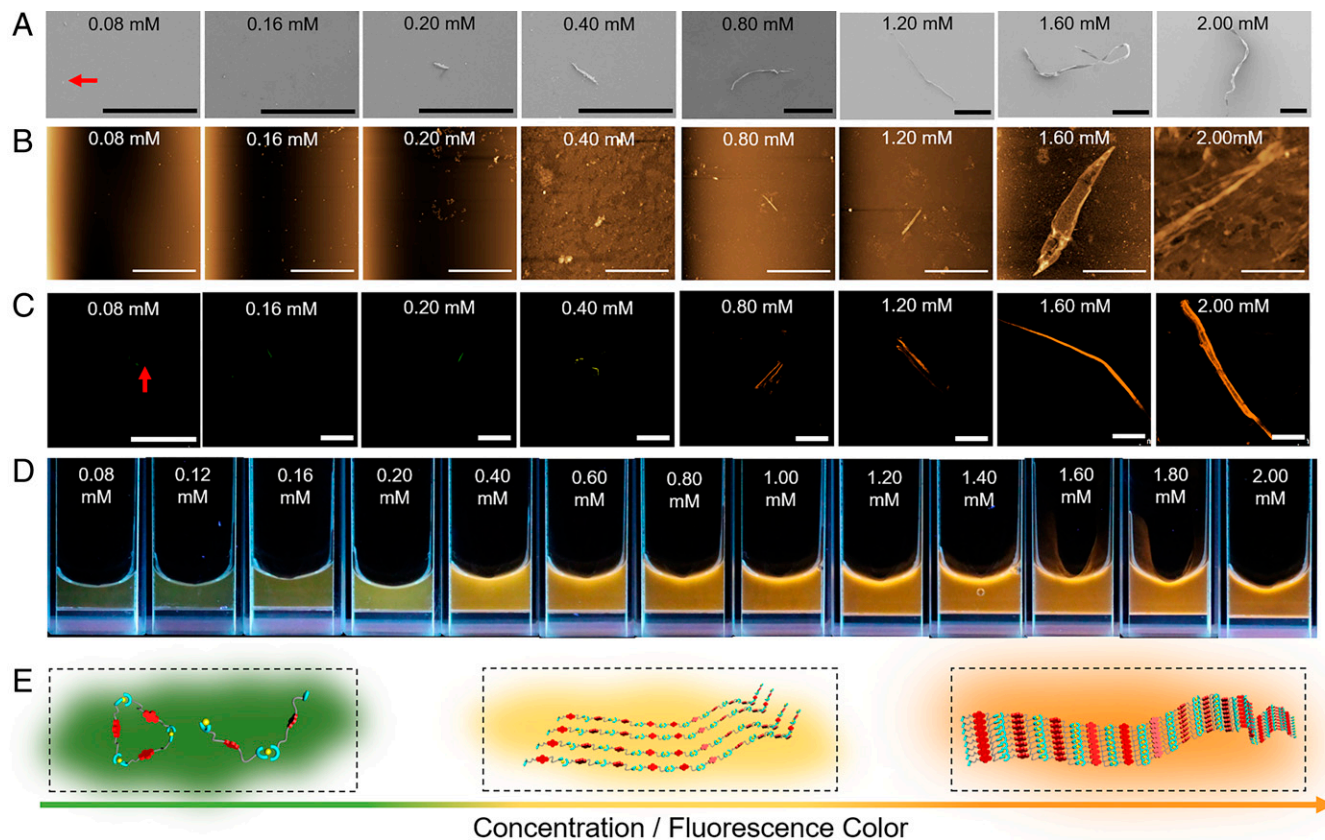 A
0.08 mM 0.16 mM 0.20 mM 0.40 mM 0.80 mM 1.20 mM 1.60 mM 2.00 mM
B
0.08 mM 0.16 mM 0.20 mM 0.40 mM 0.80 mM 1.20 mM 1.60 mM 2.00mM
C
0.08 mM 0.16 mM 0.20 mM 0.40 mM 0.80 mM 1.20 mM 1.60 mM 2.00 mM
D
0.08 0.12 0.16 0.20 0.40 0.60 0.80 1.00 1.20 1.40 1.60 1.80 2.00
mM mM mM mM mM mM mM mM mM mM mM mM mM
E
Concentration / Fluorescence Color